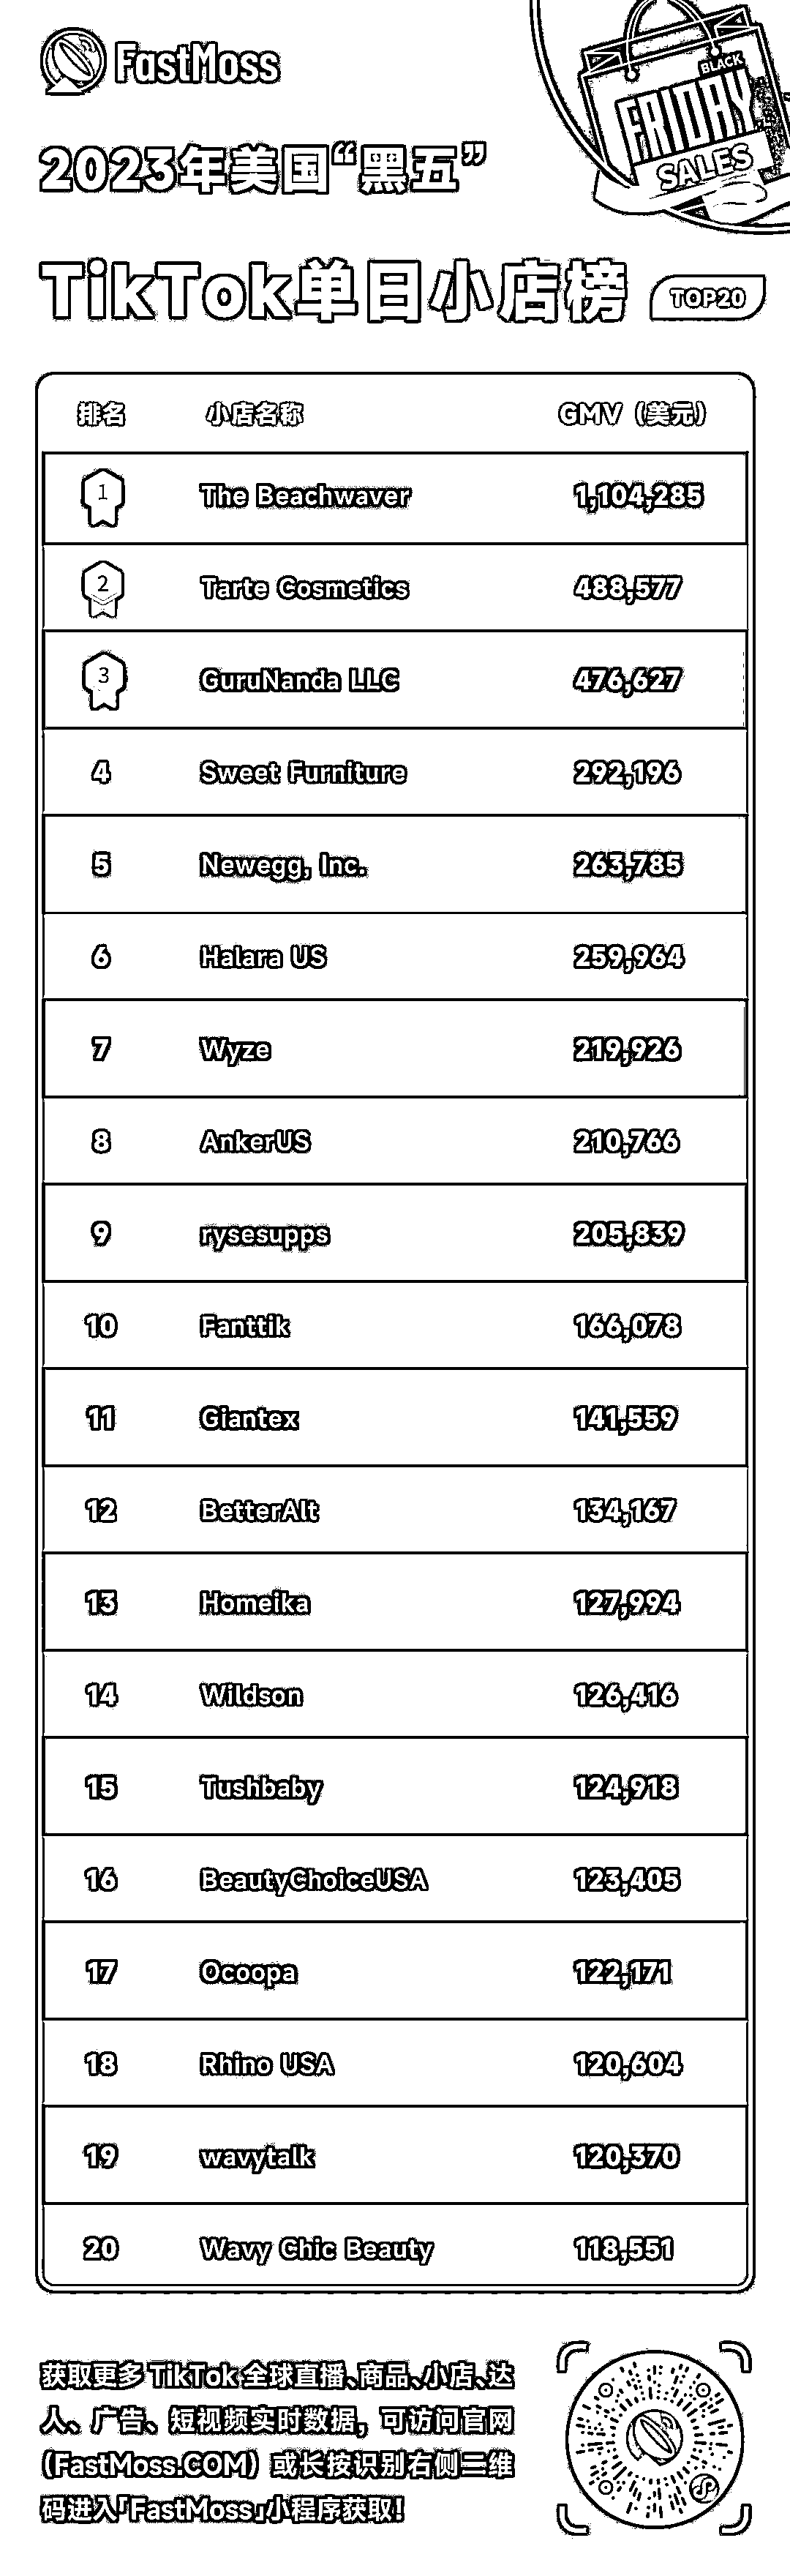 FastMoss
BLACK
FRIDAY
SALES
2023年美国“黑五”
TikTok单日小店榜 TOP20
排名 小店名称 GMV（美元）
1 The Beachwaver 1,104,285
2 Tarte Cosmetics 488,577
3 GuruNanda LLC 476,627
4 Sweet Furniture 292,196
5 Newegg, Inc. 263,785
6 Halara US 259,964
7 Wyze 219,926
8 AnkerUS 210,766
9 rysesupps 205,839
10 Fanttik 166,078
11 Giantex 141,559
12 BetterAlt 134,167
13 Homeika 127,994
14 Wildson 126,416
15 Tushbaby 124,918
16 BeautyChoiceUSA 123,405
17 Ocoopa 122,171
18 Rhino USA 120,604
19 wavytalk 120,370
20 Wavy Chic Beauty 118,551
获取更多 TikTok 全球直播、商品、小店、达
人、广告、短视频实时数据，可访问官网
(FastMoss.COM）或长按识别右侧二维
码进入「FastMoss」小程序获取！